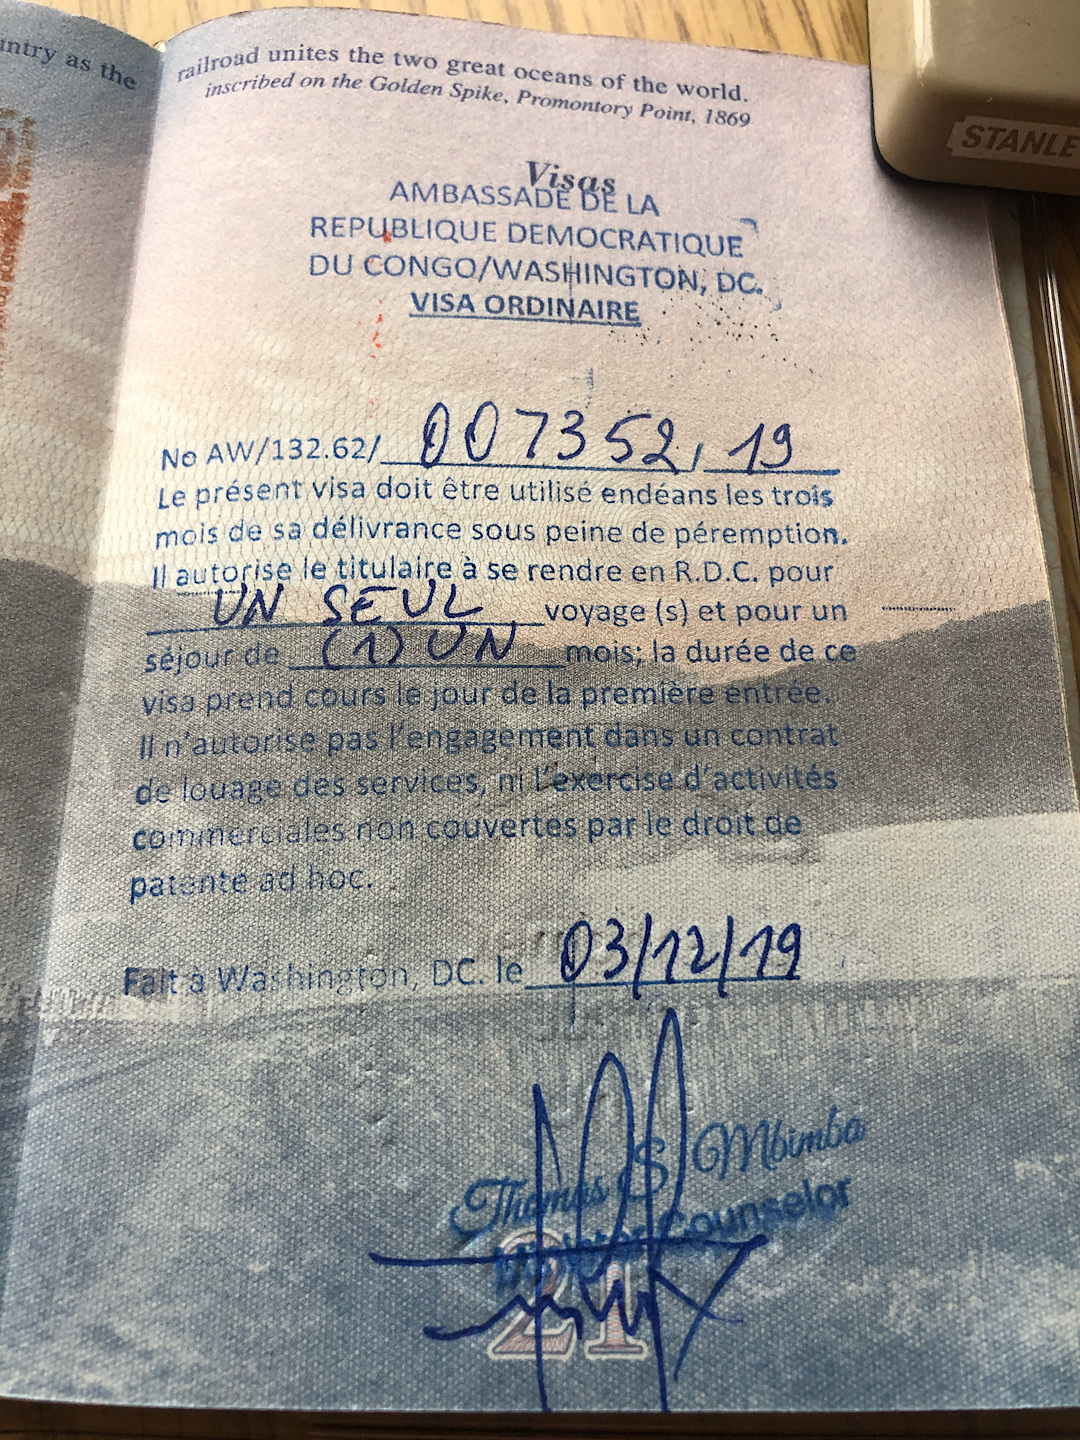 untry as the
railroad unites the two great oceans of the world.
inscribed on the Golden Spike, Promontory Point, 1869
STANLE
Visas
AMBASSADE DE LA
REPUBLIQUE DEMOCRATIQUE
DU CONGO/WASHINGTON, DC.
VISA ORDINAIRE
No AW/132.62/ 007352, 19
Le présent visa doit être utilisé endéans les trois
mois de sa délivrance sous peine de péremption.
Il autorise le titulaire à se rendre en R.D.C. pour
UN SEUL voyage (s) et pour un
séjour de (1) UN mois; la durée de ce
visa prend cours le jour de la première entrée.
Il n'autorise pas l'engagement dans un contrat
de louage des services, ni l'exercise d'activités
commerciales non couvertes par le droit de
patente ad hoc.
Fait à Washington, DC. le 03/12/19
Thomas S. Mbimba
Minister Counselor
21